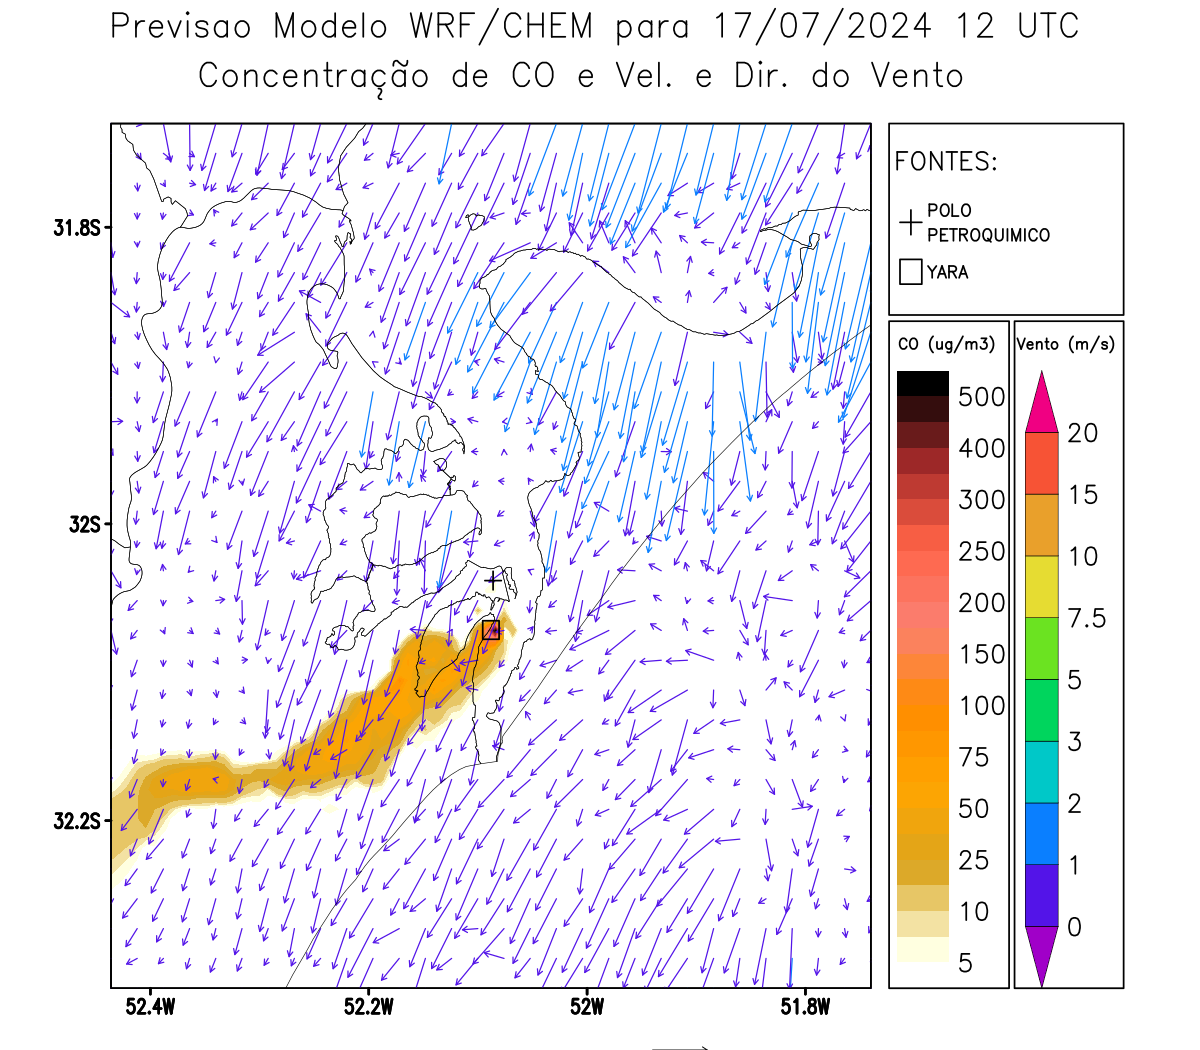 Previsao Modelo WRF/CHEM para 17/07/2024 12 UTC
Concentração de CO e Vel. e Dir. do Vento
FONTES:
POLO
PETROQUIMICO
YARA
CO (ug/m3)
500
400
300
250
200
150
100
75
50
25
10
5
Vento (m/s)
20
15
10
7.5
5
3
2
1
0
31.8S
32S
32.2S
52.4W
52.2W
52W
51.8W